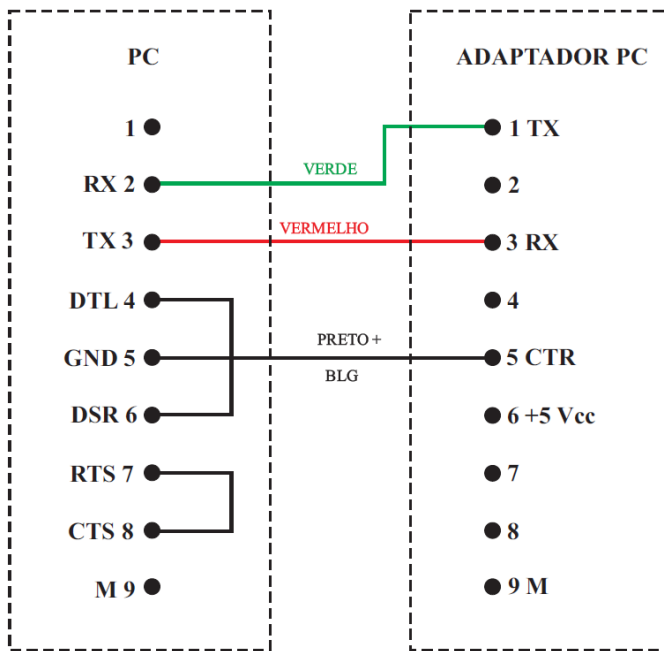 PC
ADAPTADOR PC
1
1 TX
VERDE
RX 2
2
VERMELHO
TX 3
3 RX
DTL 4
4
PRETO +
GND 5
5 CTR
BLG
DSR 6
6 +5 Vcc
RTS 7
7
CTS 8
8
M 9
9 M